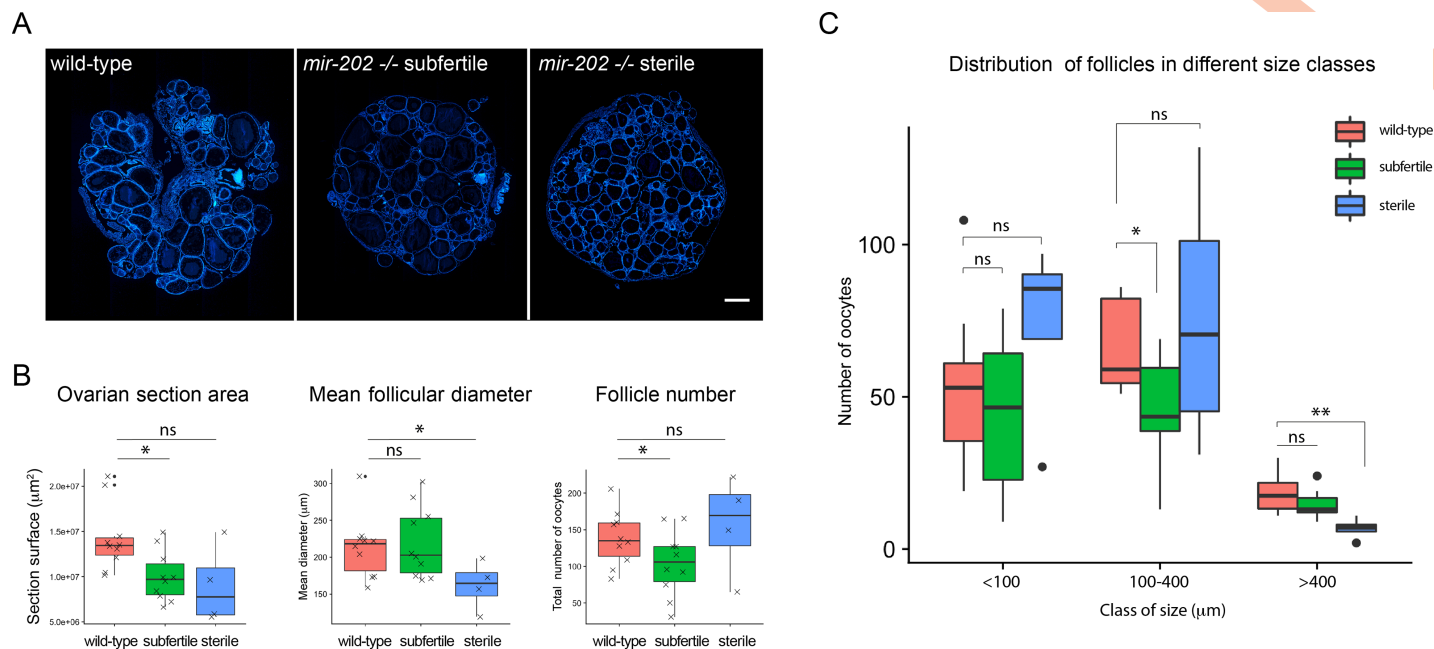 A
wild-type
mir-202 -/- subfertile
mir-202 -/- sterile
B
Ovarian section area
Mean follicular diameter
Follicle number
ns
*
*
ns
ns
*
Section surface (μm²)
2.0e+07
1.5e+07
1.0e+07
5.0e+06
wild-type subfertile sterile
Mean diameter (μm)
300
250
200
150
wild-type subfertile sterile
Total number of oocytes
200
150
100
50
wild-type subfertile sterile
C
Distribution of follicles in different size classes
wild-type
subfertile
sterile
ns
ns
ns
*
**
ns
Number of oocytes
100
50
0
<100
100-400
>400
Class of size (μm)